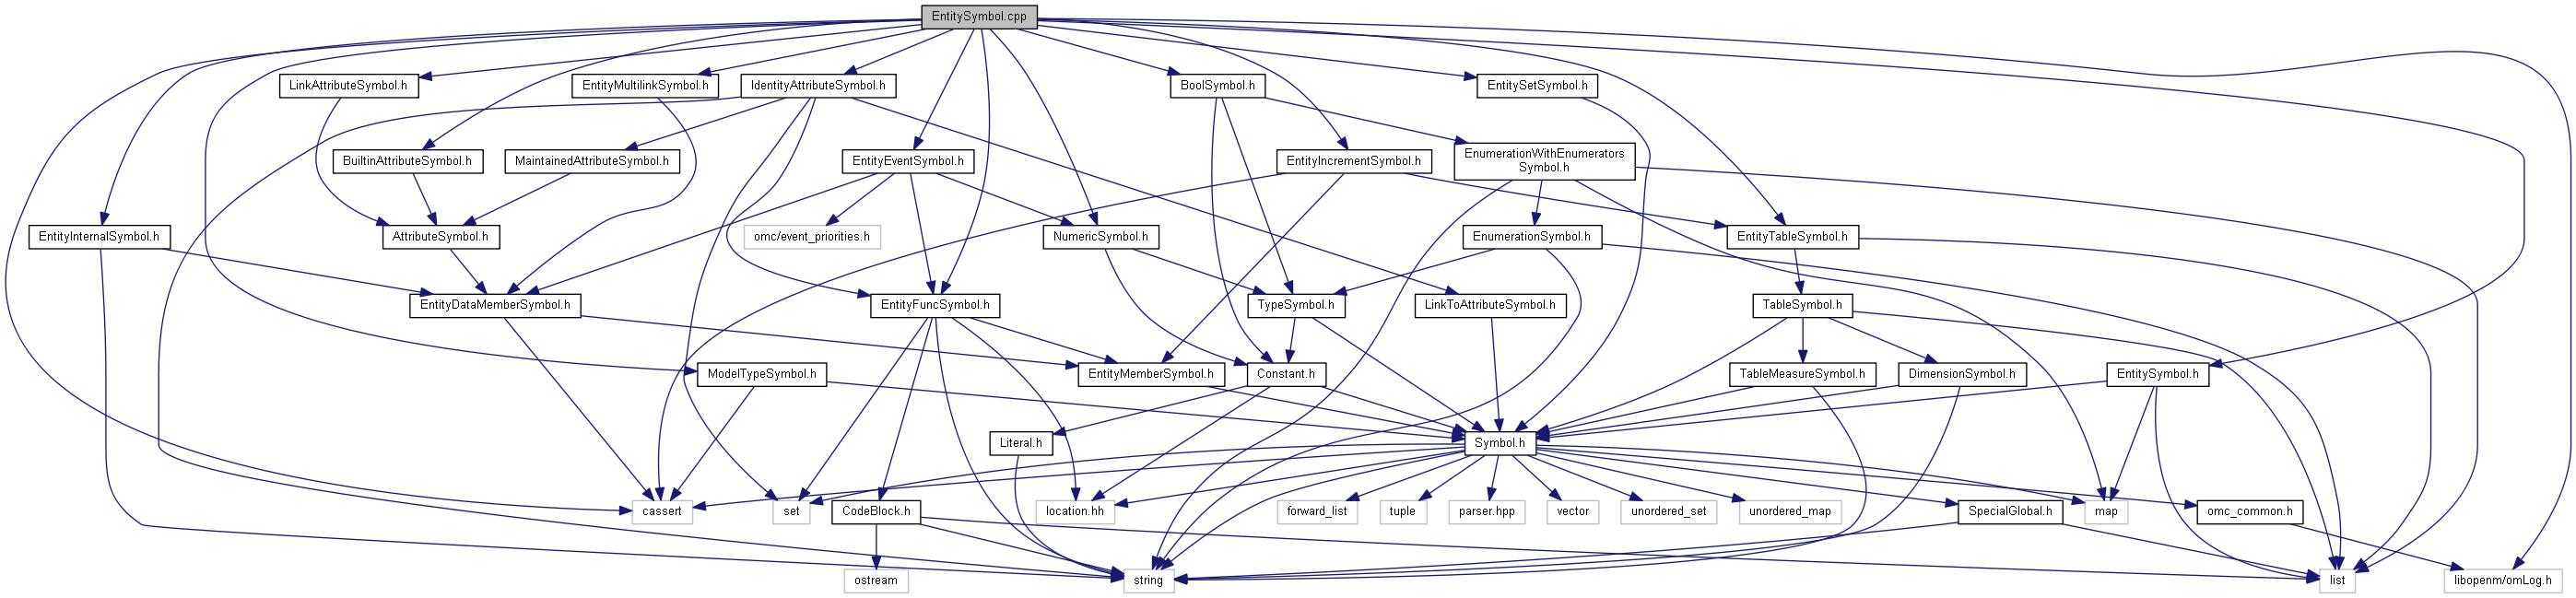 EntitySymbol.cpp
LinkAttributeSymbol.h
EntityMultilinkSymbol.h
IdentityAttributeSymbol.h
BoolSymbol.h
EntitySetSymbol.h
BuiltinAttributeSymbol.h
MaintainedAttributeSymbol.h
EntityEventSymbol.h
EntityIncrementSymbol.h
EnumerationWithEnumerators
Symbol.h
EntityInternalSymbol.h
AttributeSymbol.h
omc/event_priorities.h
NumericSymbol.h
EnumerationSymbol.h
EntityTableSymbol.h
EntityDataMemberSymbol.h
EntityFuncSymbol.h
TypeSymbol.h
LinkToAttributeSymbol.h
TableSymbol.h
ModelTypeSymbol.h
EntityMemberSymbol.h
Constant.h
TableMeasureSymbol.h
DimensionSymbol.h
EntitySymbol.h
Literal.h
Symbol.h
cassert
set
CodeBlock.h
location.hh
forward_list
tuple
parser.hpp
vector
unordered_set
unordered_map
SpecialGlobal.h
map
omc_common.h
ostream
string
list
libopenm/omLog.h